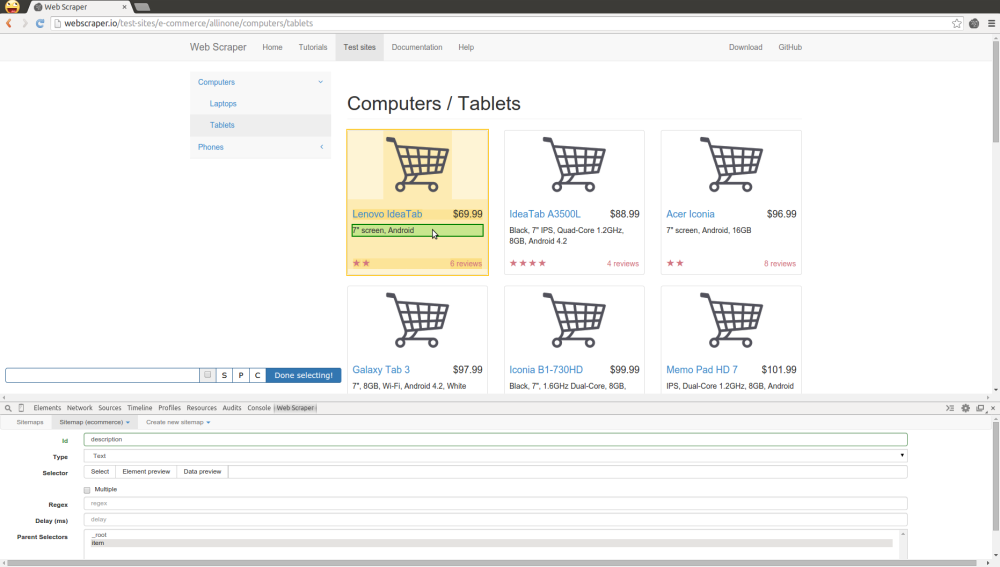 Web Scraper
webscraper.io/test-sites/e-commerce/allinone/computers/tablets
Web Scraper Home Tutorials Test sites Documentation Help Download GitHub
Computers
Laptops
Tablets
Phones
Computers / Tablets
Lenovo IdeaTab $69.99
7" screen, Android
6 reviews
IdeaTab A3500L $88.99
Black, 7" IPS, Quad-Core 1.2GHz,
8GB, Android 4.2
4 reviews
Acer Iconia $96.99
7" screen, Android, 16GB
8 reviews
Galaxy Tab 3 $97.99
7", 8GB, Wi-Fi, Android 4.2, White
Iconia B1-730HD $99.99
Black, 7", 1.6GHz Dual-Core, 8GB,
Memo Pad HD 7 $101.99
IPS, Dual-Core 1.2GHz, 8GB, Android
S P C Done selecting!
Elements Network Sources Timeline Profiles Resources Audits Console Web Scraper
Sitemaps Sitemap (ecommerce) Create new sitemap
Id description
Type Text
Selector Select Element preview Data preview
Multiple
Regex regex
Delay (ms) delay
Parent Selectors _root
item